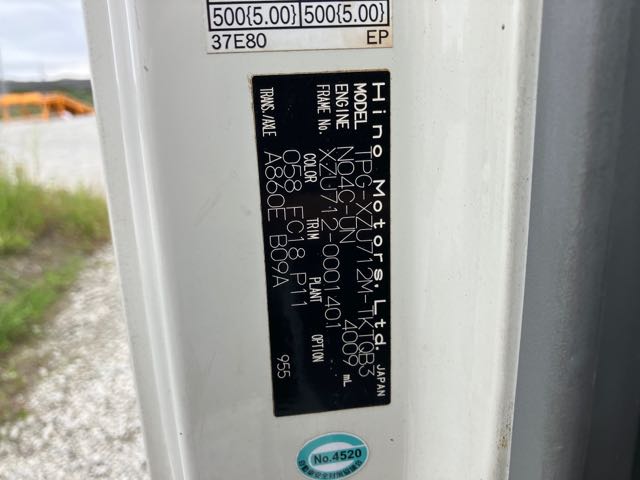 500{5.00} 500{5.00}
37E80 EP
Hino Motors. Ltd. JAPAN
MODEL TPG-XZU712M-TKTQB3
ENGINE N04C-UN 4009 mL
FRAME No. XZU712-0001401
COLOR TRIM PLANT OPTION
058 EC18 P11
TRANS./AXLE A860E B09A 955
No.4520